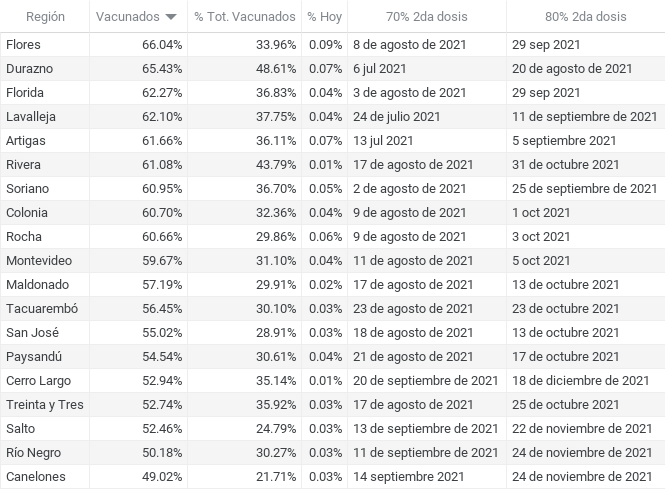 Región Vacunados % Tot. Vacunados % Hoy 70% 2da dosis 80% 2da dosis
Flores 66.04% 33.96% 0.09% 8 de agosto de 2021 29 sep 2021
Durazno 65.43% 48.61% 0.07% 6 jul 2021 20 de agosto de 2021
Florida 62.27% 36.83% 0.04% 3 de agosto de 2021 29 sep 2021
Lavalleja 62.10% 37.75% 0.04% 24 de julio 2021 11 de septiembre de 2021
Artigas 61.66% 36.11% 0.07% 13 jul 2021 5 septiembre 2021
Rivera 61.08% 43.79% 0.01% 17 de agosto de 2021 31 de octubre 2021
Soriano 60.95% 36.70% 0.05% 2 de agosto de 2021 25 de septiembre de 2021
Colonia 60.70% 32.36% 0.04% 9 de agosto de 2021 1 oct 2021
Rocha 60.66% 29.86% 0.06% 9 de agosto de 2021 3 oct 2021
Montevideo 59.67% 31.10% 0.04% 11 de agosto de 2021 5 oct 2021
Maldonado 57.19% 29.91% 0.02% 17 de agosto de 2021 13 de octubre 2021
Tacuarembó 56.45% 30.10% 0.03% 23 de agosto de 2021 23 de octubre 2021
San José 55.02% 28.91% 0.03% 18 de agosto de 2021 13 de octubre 2021
Paysandú 54.54% 30.61% 0.04% 21 de agosto de 2021 17 de octubre 2021
Cerro Largo 52.94% 35.14% 0.01% 20 de septiembre de 2021 18 de diciembre de 2021
Treinta y Tres 52.74% 35.92% 0.03% 17 de agosto de 2021 25 de octubre 2021
Salto 52.46% 24.79% 0.03% 13 de septiembre de 2021 22 de noviembre de 2021
Río Negro 50.18% 30.27% 0.03% 11 de septiembre de 2021 24 de noviembre de 2021
Canelones 49.02% 21.71% 0.03% 14 septiembre 2021 24 de noviembre de 2021